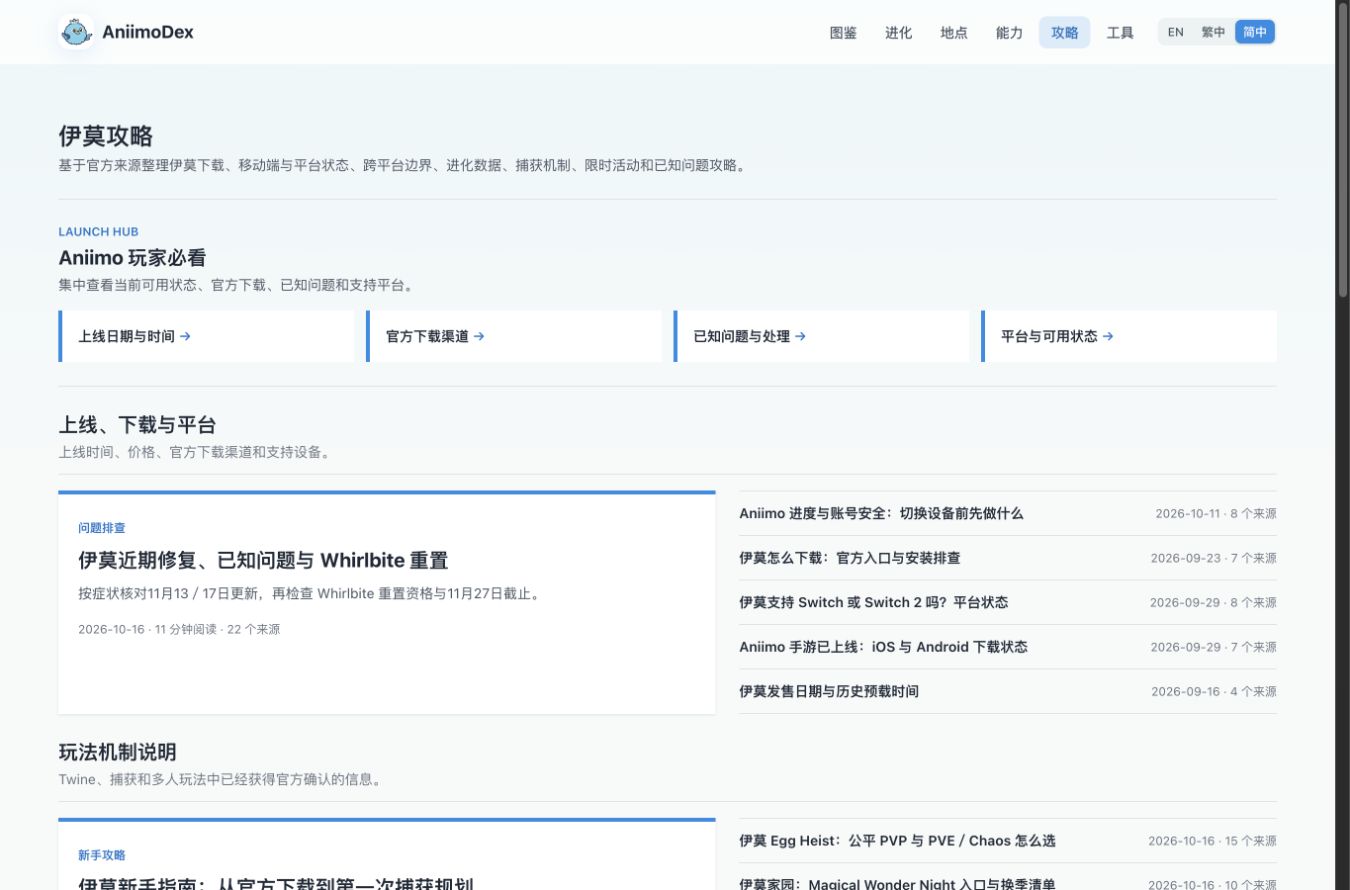 AniimoDex
图鉴 进化 地点 能力 攻略 工具 EN 繁中 简中
伊莫攻略
基于官方来源整理伊莫下载、移动端与平台状态、跨平台边界、进化数据、捕获机制、限时活动和已知问题攻略。
LAUNCH HUB
Aniimo 玩家必看
集中查看当前可用状态、官方下载、已知问题和支持平台。
上线日期与时间 →
官方下载渠道 →
已知问题与处理 →
平台与可用状态 →
上线、下载与平台
上线时间、价格、官方下载渠道和支持设备。
问题排查
伊莫近期修复、已知问题与 Whirlbite 重置
按症状核对11月13 / 17日更新，再检查 Whirlbite 重置资格与11月27日截止。
2026-10-16 · 11 分钟阅读 · 22 个来源
Aniimo 进度与账号安全：切换设备前先做什么 2026-10-11 · 8 个来源
伊莫怎么下载：官方入口与安装排查 2026-09-23 · 7 个来源
伊莫支持 Switch 或 Switch 2 吗？平台状态 2026-09-29 · 8 个来源
Aniimo 手游已上线：iOS 与 Android 下载状态 2026-09-29 · 7 个来源
伊莫发售日期与历史预载时间 2026-09-16 · 4 个来源
玩法机制说明
Twine、捕获和多人玩法中已经获得官方确认的信息。
新手攻略
伊莫新手指南：从官方下载到第一次捕获规划
伊莫 Egg Heist：公平 PVP 与 PVE / Chaos 怎么选 2026-10-16 · 15 个来源
伊莫家园：Magical Wonder Night 入口与换季清单 2026-10-16 · 10 个来源